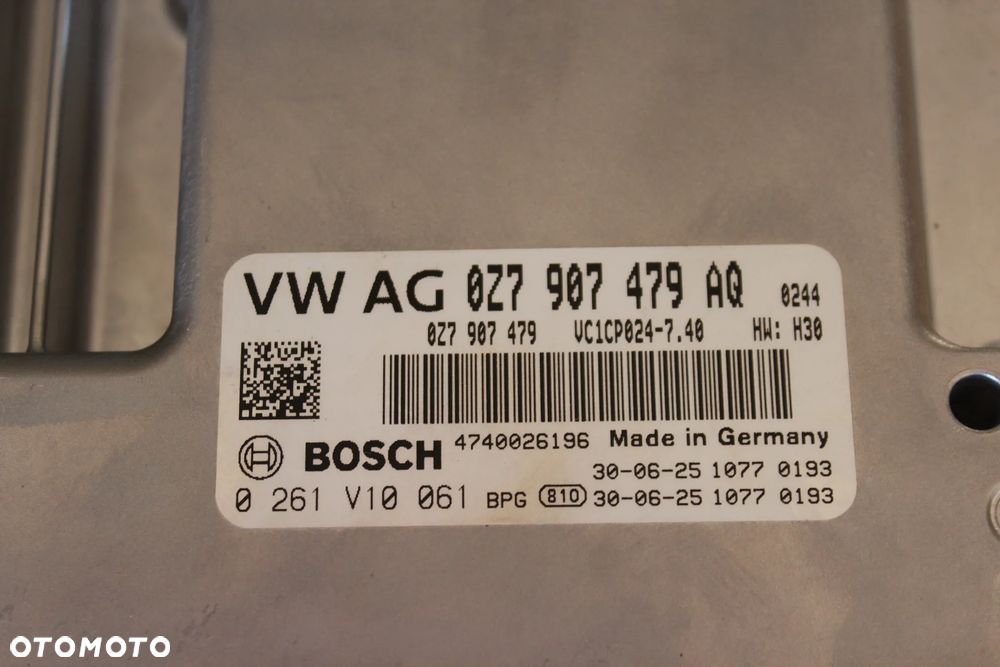 VW AG 0Z7 907 479 AQ 0244
0Z7 907 479 VC1CP024-7.40 HW: H30
BOSCH 4740026196 Made in Germany
30-06-25 1077 0193
0 261 V10 061 BPG 810 30-06-25 1077 0193
OTOMOTO